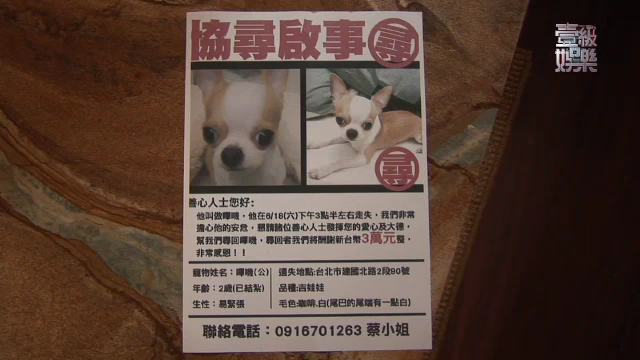 壹級娛樂
協尋啟事 尋
尋
善心人士您好:
他叫做嗶嘰,他在6/18(六)下午3點半左右走失,我們非常
擔心他的安危,懇請諸位善心人士發揮您的愛心及大德,
幫我們尋回嗶嘰,尋回者我們將酬謝新台幣3萬元整,
非常感恩!!
寵物姓名:嗶嘰(公) 遺失地點:台北市建國北路2段90號
年齡:2歲(已結紮) 品種:吉娃娃
生性:易緊張 毛色:咖啡.白(尾巴的尾端有一點白)
聯絡電話:0916701263 蔡小姐